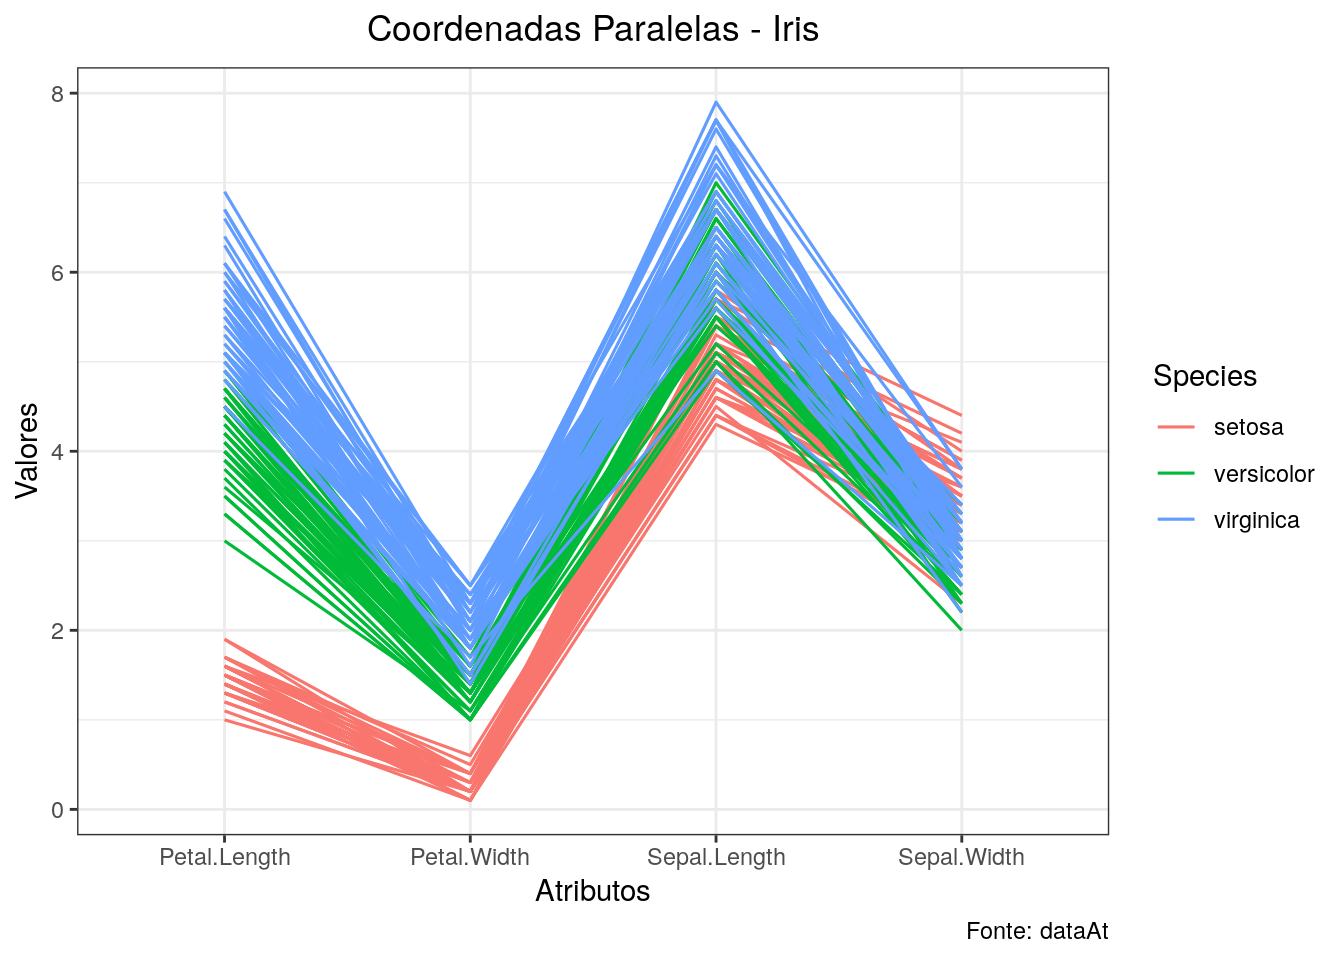 Coordenadas Paralelas - Iris
8
6
4
2
0
Valores
Petal.Length
Petal.Width
Sepal.Length
Sepal.Width
Atributos
Species
setosa
versicolor
virginica
Fonte: dataAt